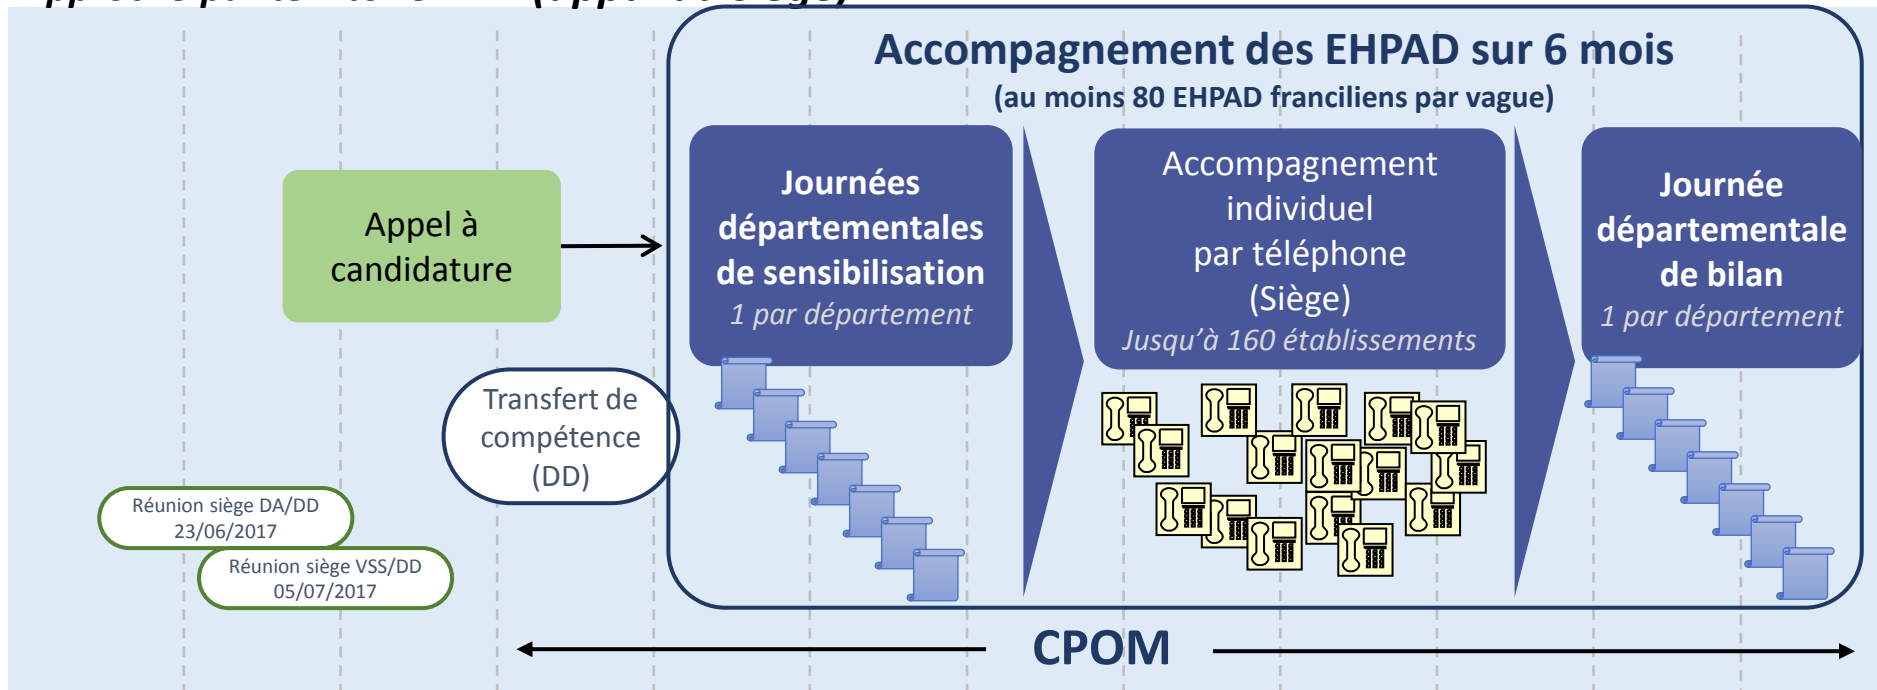 Accompagnement des EHPAD sur 6 mois
(au moins 80 EHPAD franciliens par vague)
Appel à
candidature
Journées
départementales
de sensibilisation
1 par département
Accompagnement
individuel
par téléphone
(Siège)
Jusqu'à 160 établissements
Journée
départementale
de bilan
1 par département
Transfert de
compétence
(DD)
Réunion siège DA/DD
23/06/2017
Réunion siège VSS/DD
05/07/2017
CPOM